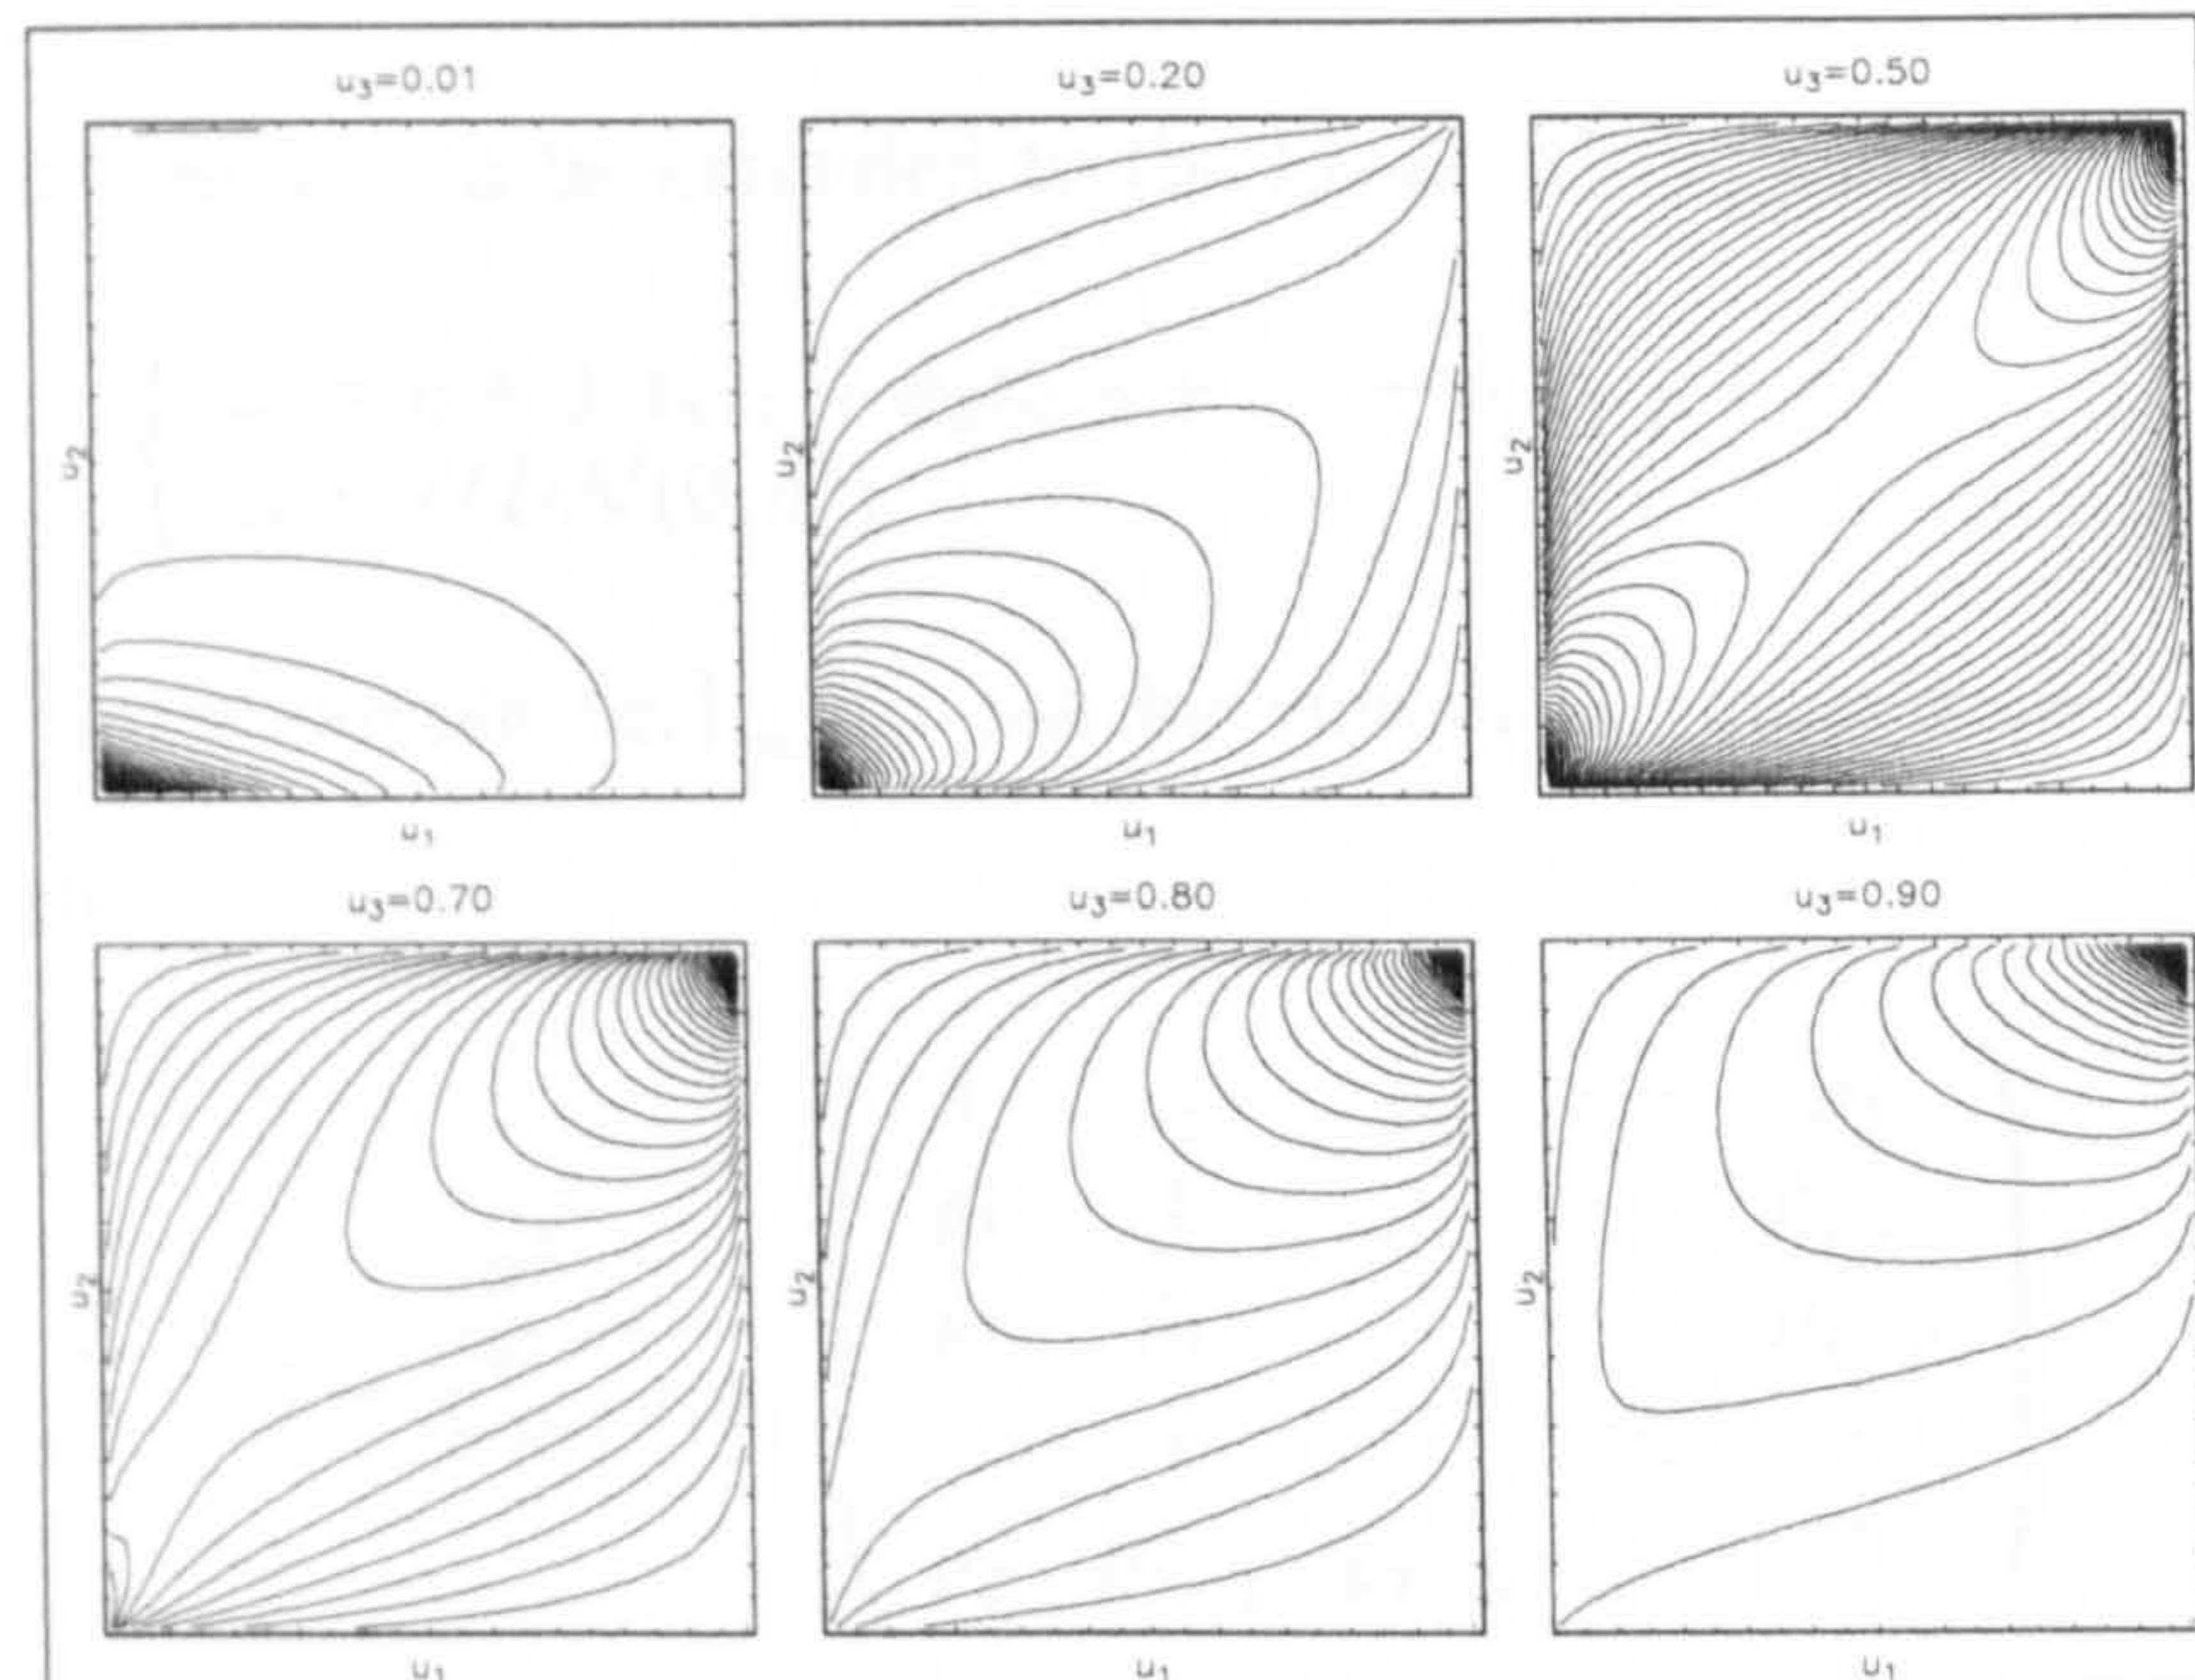 u₃=0.01 u₃=0.20 u₃=0.50
u₂ u₂ u₂
u₁ u₁ u₁
u₃=0.70 u₃=0.80 u₃=0.90
u₂ u₂ u₂
u₁ u₁ u₁